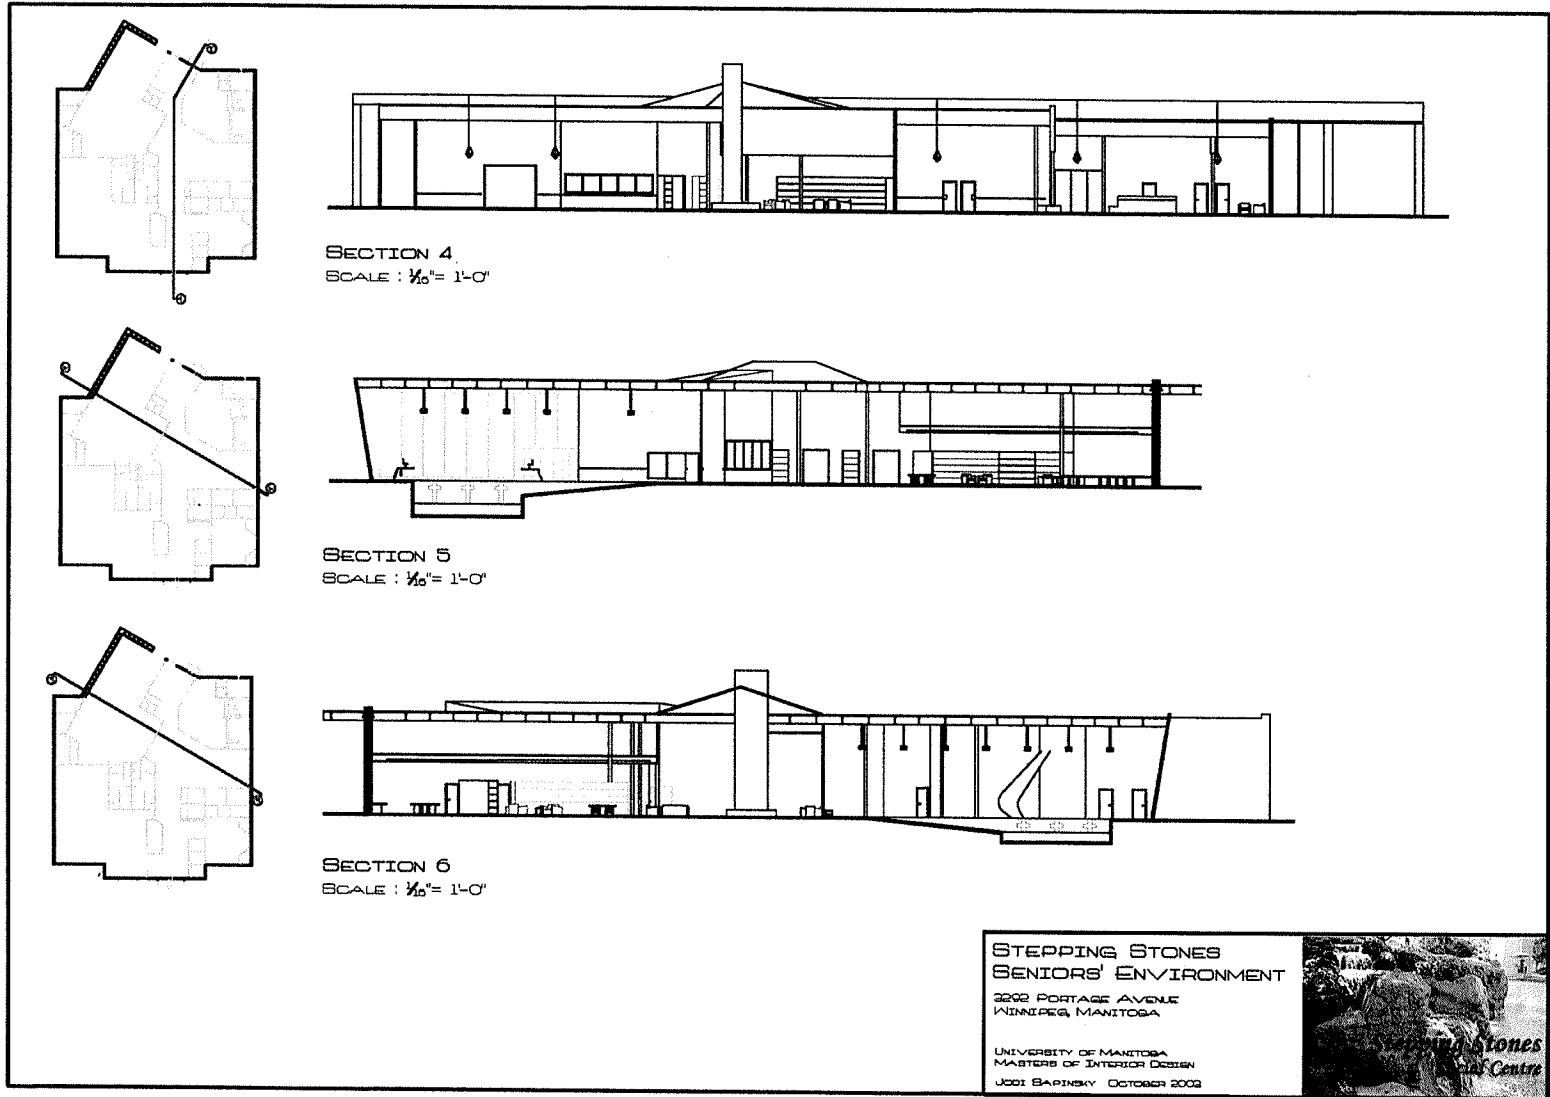 SECTION 4
SCALE : 1/16" = 1'-0"
SECTION 5
SCALE : 1/16" = 1'-0"
SECTION 6
SCALE : 1/16" = 1'-0"
STEPPING STONES
SENIORS' ENVIRONMENT
PORTAGE AVENUE
WINNIPEG, MANITOBA
UNIVERSITY OF MANITOBA
MASTERS OF INTERIOR DESIGN
JODI SAPINSKY OCTOBER
Stepping Stones
Social Centre